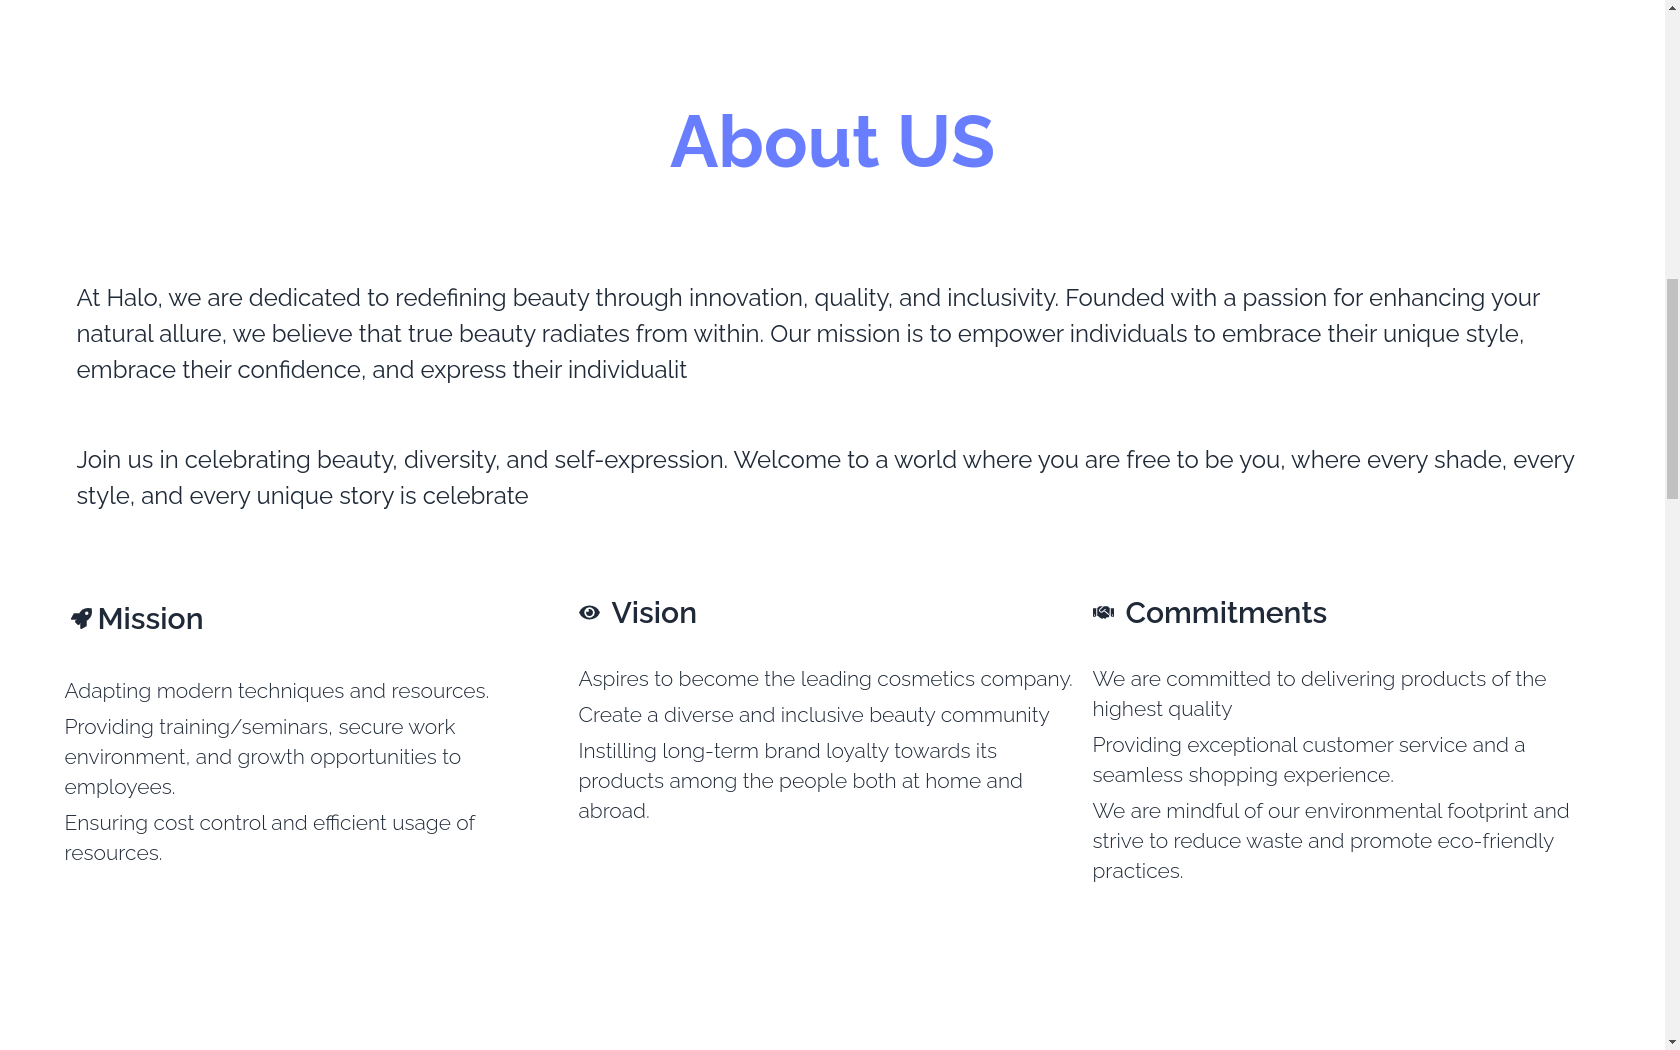 About US
At Halo, we are dedicated to redefining beauty through innovation, quality, and inclusivity. Founded with a passion for enhancing your
natural allure, we believe that true beauty radiates from within. Our mission is to empower individuals to embrace their unique style,
embrace their confidence, and express their individualit
Join us in celebrating beauty, diversity, and self-expression. Welcome to a world where you are free to be you, where every shade, every
style, and every unique story is celebrate
Mission
Adapting modern techniques and resources.
Providing training/seminars, secure work
environment, and growth opportunities to
employees.
Ensuring cost control and efficient usage of
resources.
Vision
Aspires to become the leading cosmetics company.
Create a diverse and inclusive beauty community
Instilling long-term brand loyalty towards its
products among the people both at home and
abroad.
Commitments
We are committed to delivering products of the
highest quality
Providing exceptional customer service and a
seamless shopping experience.
We are mindful of our environmental footprint and
strive to reduce waste and promote eco-friendly
practices.